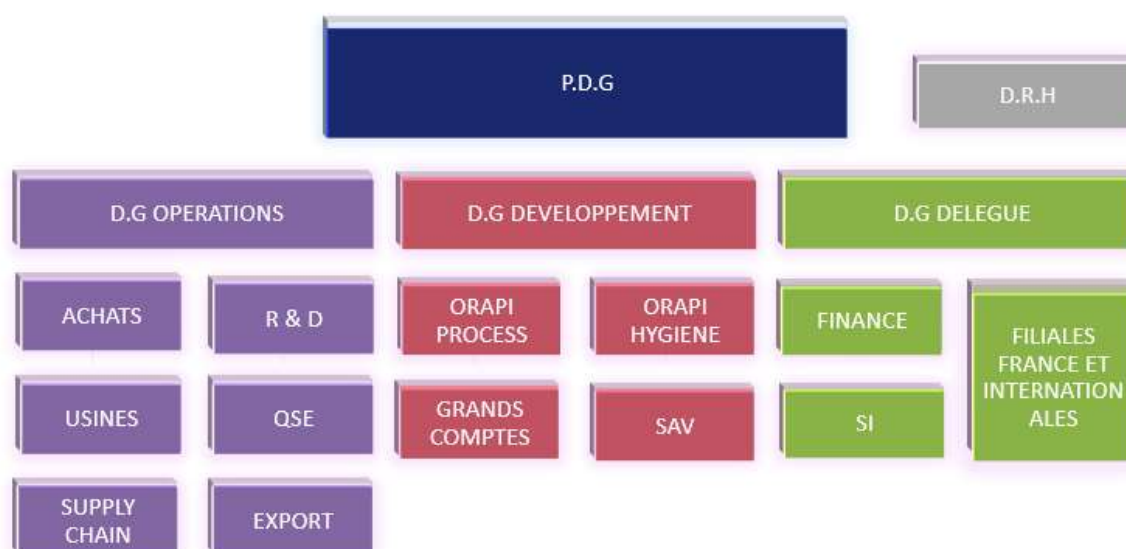 P.D.G
D.R.H
D.G OPERATIONS
D.G DEVELOPPEMENT
D.G DELEGUE
ACHATS
R & D
ORAPI
PROCESS
ORAPI
HYGIENE
FINANCE
FILIALES
FRANCE ET
INTERNATION
ALES
USINES
QSE
GRANDS
COMPTES
SAV
SI
SUPPLY
CHAIN
EXPORT